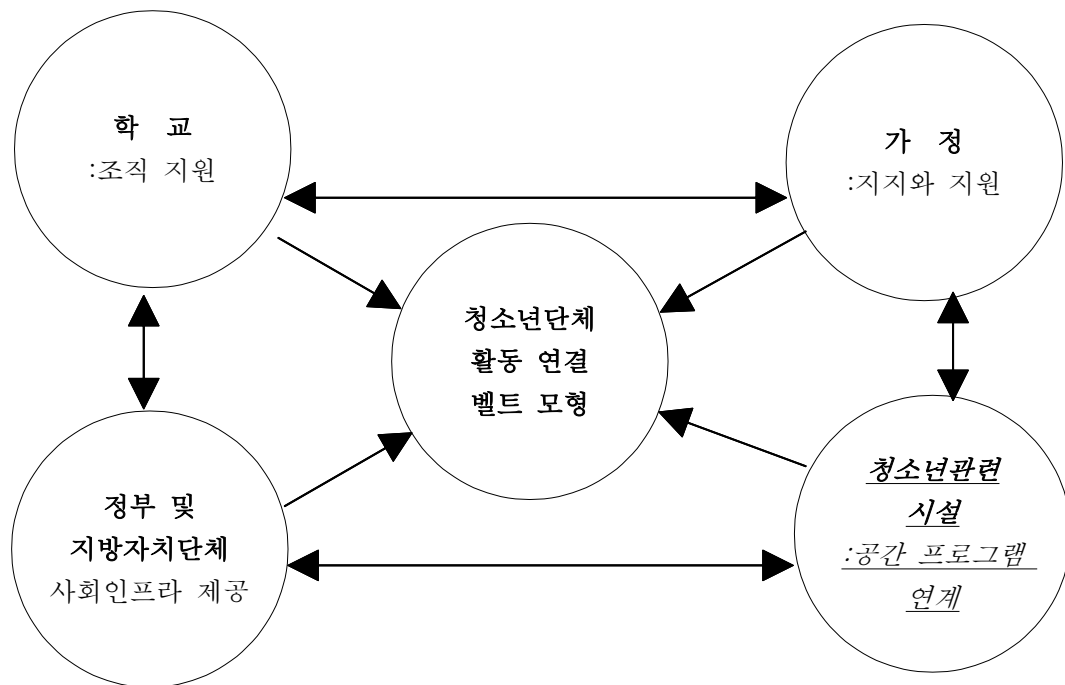 학 교
:조직 지원
가 정
:지지와 지원
청소년단체
활동 연결
벨트 모형
정부 및
지방자치단체
사회인프라 제공
청소년관련
시설
:공간 프로그램
연계